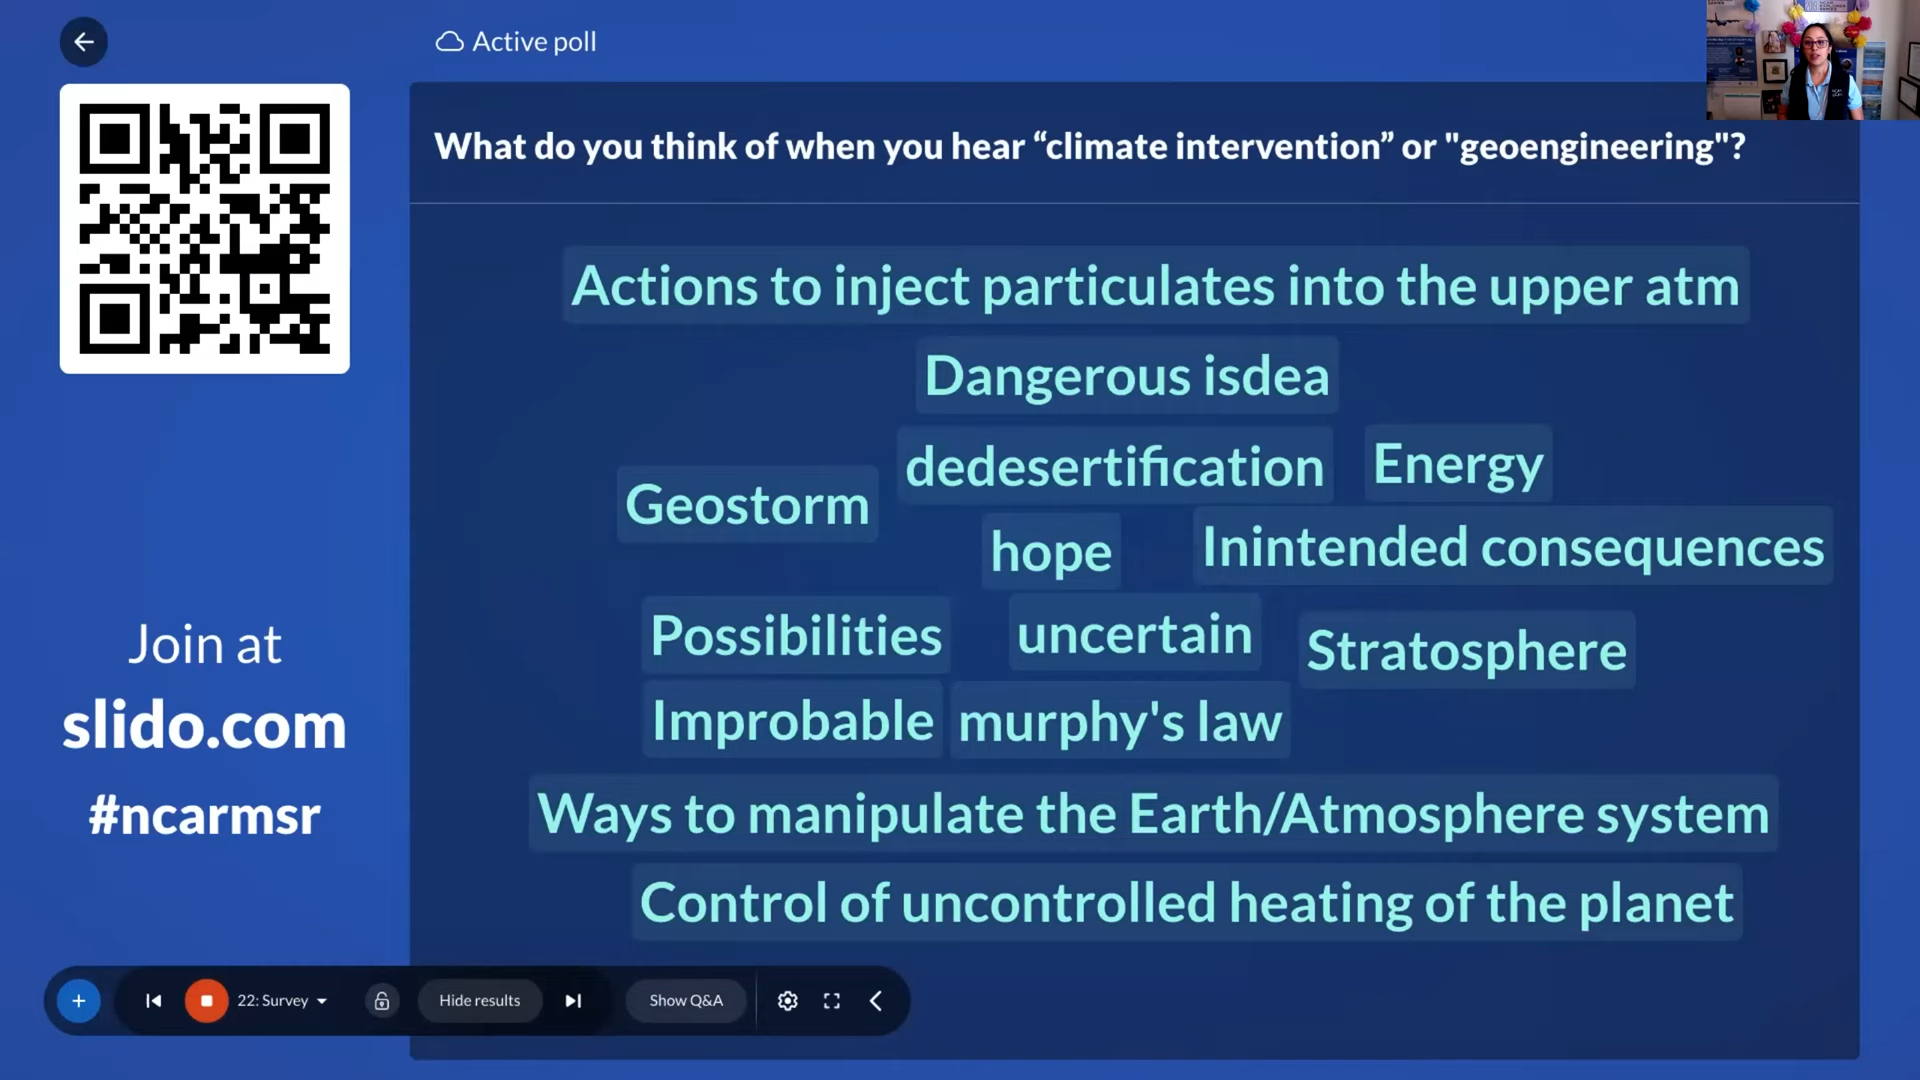 Active poll
What do you think of when you hear “climate intervention” or "geoengineering"?
Actions to inject particulates into the upper atm
Dangerous isdea
dedesertification
Energy
Geostorm
hope
Inintended consequences
Possibilities
uncertain
Stratosphere
Improbable
murphy's law
Ways to manipulate the Earth/Atmosphere system
Control of uncontrolled heating of the planet
Join at
slido.com
#ncarmsr
22: Survey
Hide results
Show Q&A